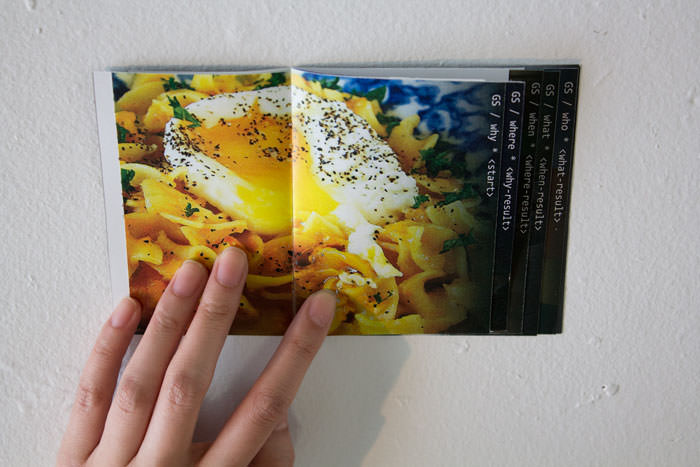 GS / why * <start>
GS / where * <why-result>
GS / when * <where-result>
GS / what * <when-result>
GS / who * <what-result>